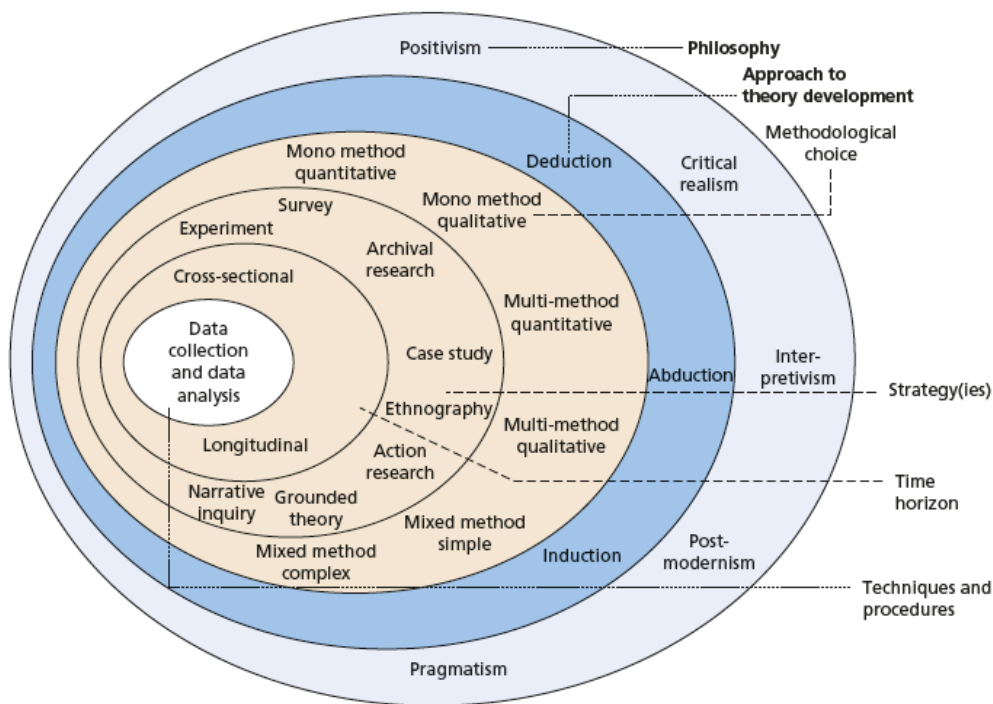 Positivism
Philosophy
Approach to
theory development
Methodological
choice
Deduction
Critical
realism
Mono method
quantitative
Mono method
qualitative
Survey
Experiment
Archival
research
Cross-sectional
Multi-method
quantitative
Data
collection
and data
analysis
Case study
Abduction
Inter-
pretivism
Strategy(ies)
Ethnography
Multi-method
qualitative
Longitudinal
Action
research
Time
horizon
Narrative
inquiry
Grounded
theory
Mixed method
simple
Mixed method
complex
Induction
Post-
modernism
Techniques and
procedures
Pragmatism